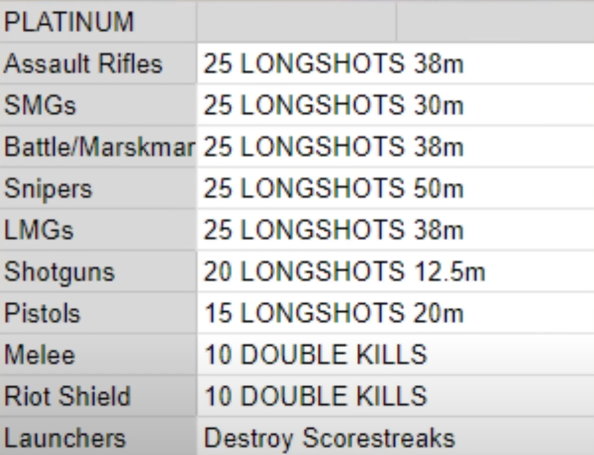 PLATINUM
Assault Rifles 25 LONGSHOTS 38m
SMGs 25 LONGSHOTS 30m
Battle/Marskmar 25 LONGSHOTS 38m
Snipers 25 LONGSHOTS 50m
LMGs 25 LONGSHOTS 38m
Shotguns 20 LONGSHOTS 12.5m
Pistols 15 LONGSHOTS 20m
Melee 10 DOUBLE KILLS
Riot Shield 10 DOUBLE KILLS
Launchers Destroy Scorestreaks